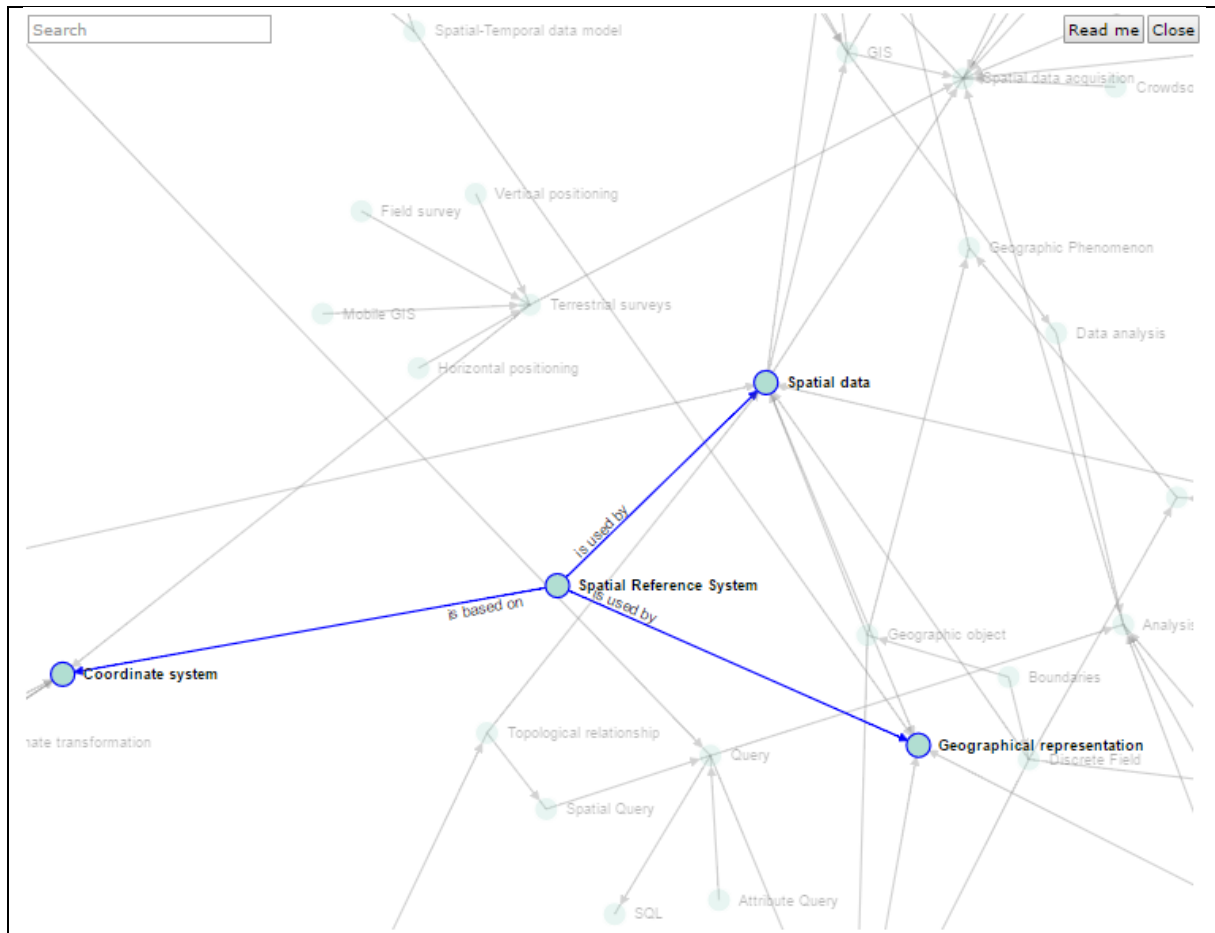 Search
Read me
Close
Spatial-Temporal data model
GIS
Spatial data acquisition
Crowdsc
Vertical positioning
Field survey
Geographic Phenomenon
Terrestrial surveys
Mobile GIS
Data analysis
Horizontal positioning
Spatial data
is used by
Spatial Reference System
is used by
is based on
Analysis
Geographic object
Coordinate system
Boundaries
Topological relationship
nate transformation
Geographical representation
Query
Discrete Field
Spatial Query
Attribute Query
SQL